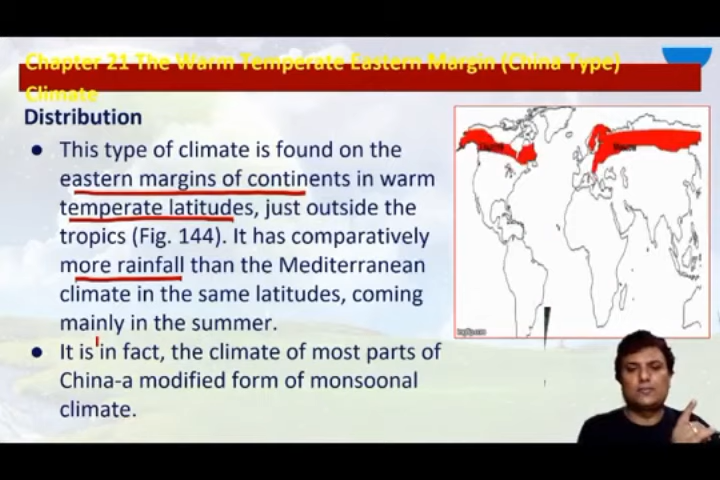 Chapter 21 The Warm Temperate Eastern Margin (China Type)
Climate
Distribution
● This type of climate is found on the
eastern margins of continents in warm
temperate latitudes, just outside the
tropics (Fig. 144). It has comparatively
more rainfall than the Mediterranean
climate in the same latitudes, coming
mainly in the summer.
● It is in fact, the climate of most parts of
China-a modified form of monsoonal
climate.